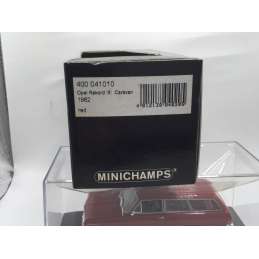 400 041010
Opel Rekord 'A' Caravan
1962
red
MINICHAMPS